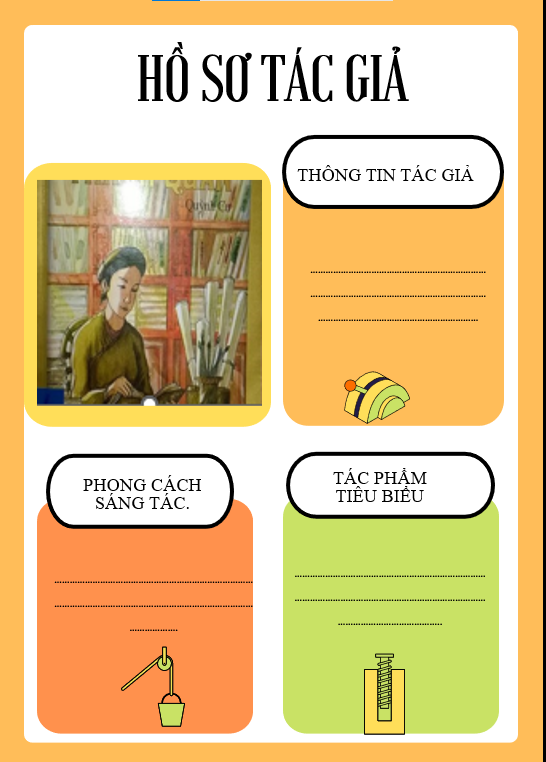 HỒ SƠ TÁC GIẢ
THÔNG TIN TÁC GIẢ
PHONG CÁCH
SÁNG TÁC.
TÁC PHẨM
TIÊU BIỂU